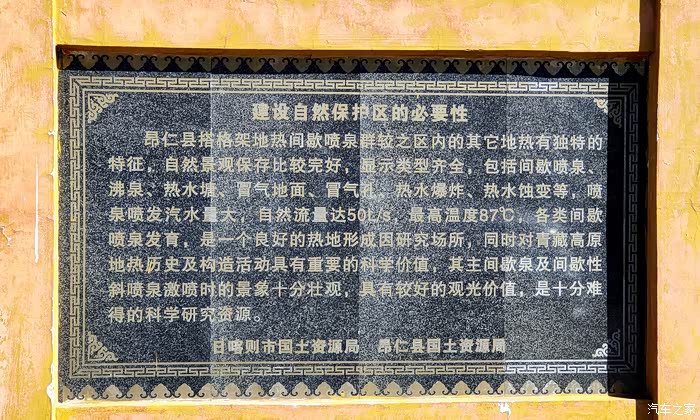 建设自然保护区的必要性
昂仁县搭格架地热间歇喷泉群较之区内的其它地热有独特的
特征，自然景观保存比较完好，显示类型齐全，包括间歇喷泉、
沸泉、热水塘、冒气地面、冒气孔、热水爆炸、热水蚀变等，喷
泉喷发汽水量大，自然流量达50L/s，最高温度87℃，各类间歇
喷泉发育，是一个良好的热地形成因研究场所，同时对青藏高原
地热历史及构造活动具有重要的科学价值，其主间歇泉及间歇性
斜喷泉激喷时的景象十分壮观，具有较好的观光价值，是十分难
得的科学研究资源。
日喀则市国土资源局 昂仁县国土资源局
汽车之家